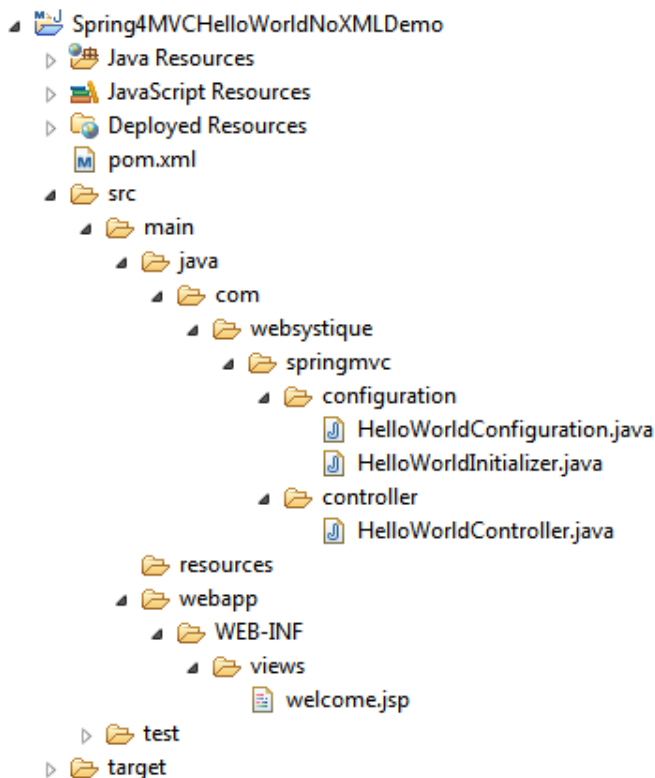 Spring4MVCHelloWorldNoXMLDemo
Java Resources
JavaScript Resources
Deployed Resources
pom.xml
src
main
java
com
websystique
springmvc
configuration
HelloWorldConfiguration.java
HelloWorldInitializer.java
controller
HelloWorldController.java
resources
webapp
WEB-INF
views
welcome.jsp
test
target